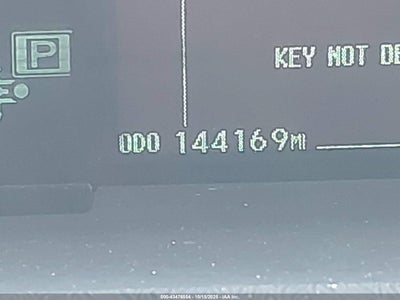 P
KEY NOT DE
ODO 144169MI